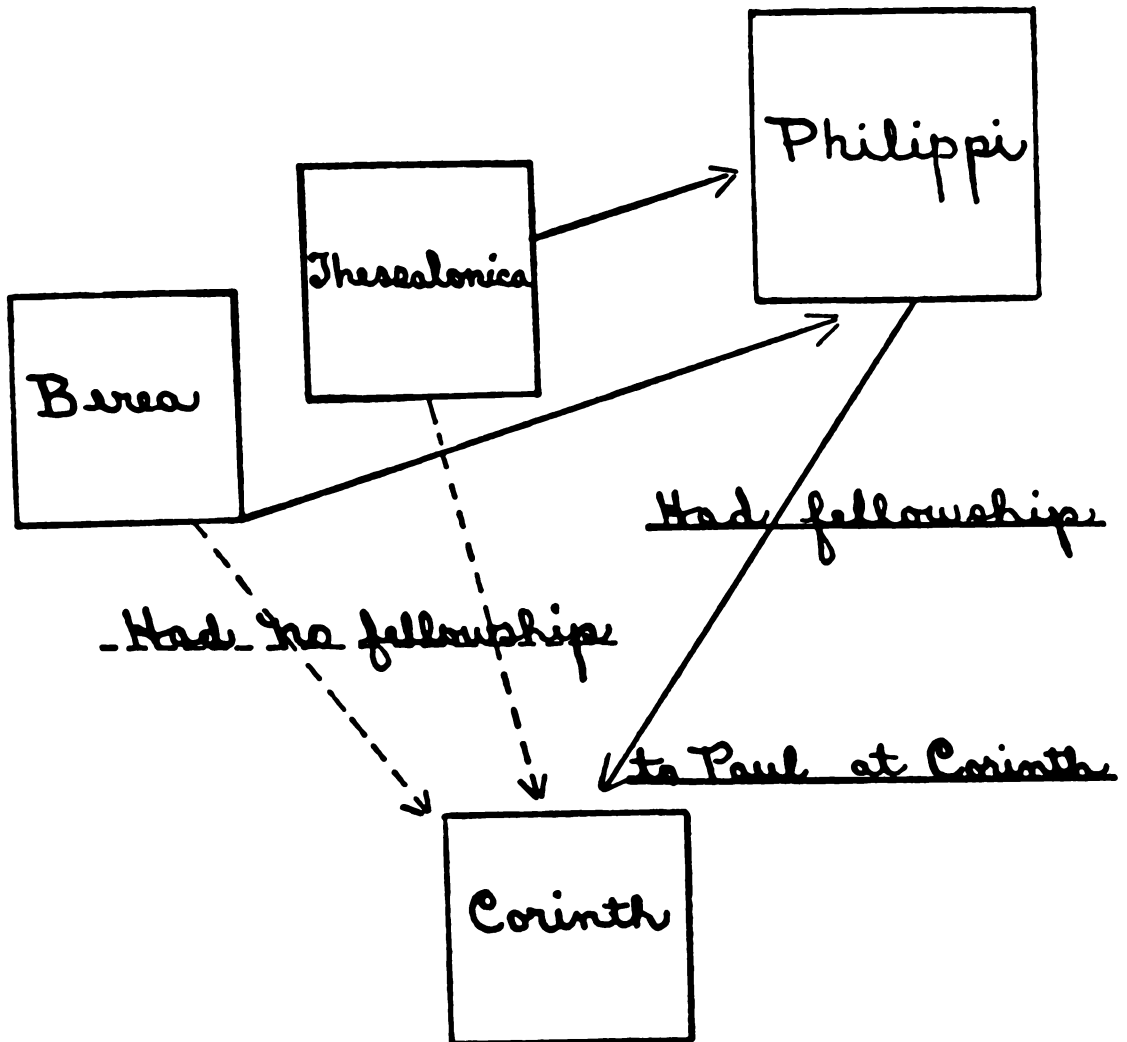 Philippi
Thessalonica
Berea
Had fellowship
Had no fellowship
to Paul at Corinth
Corinth